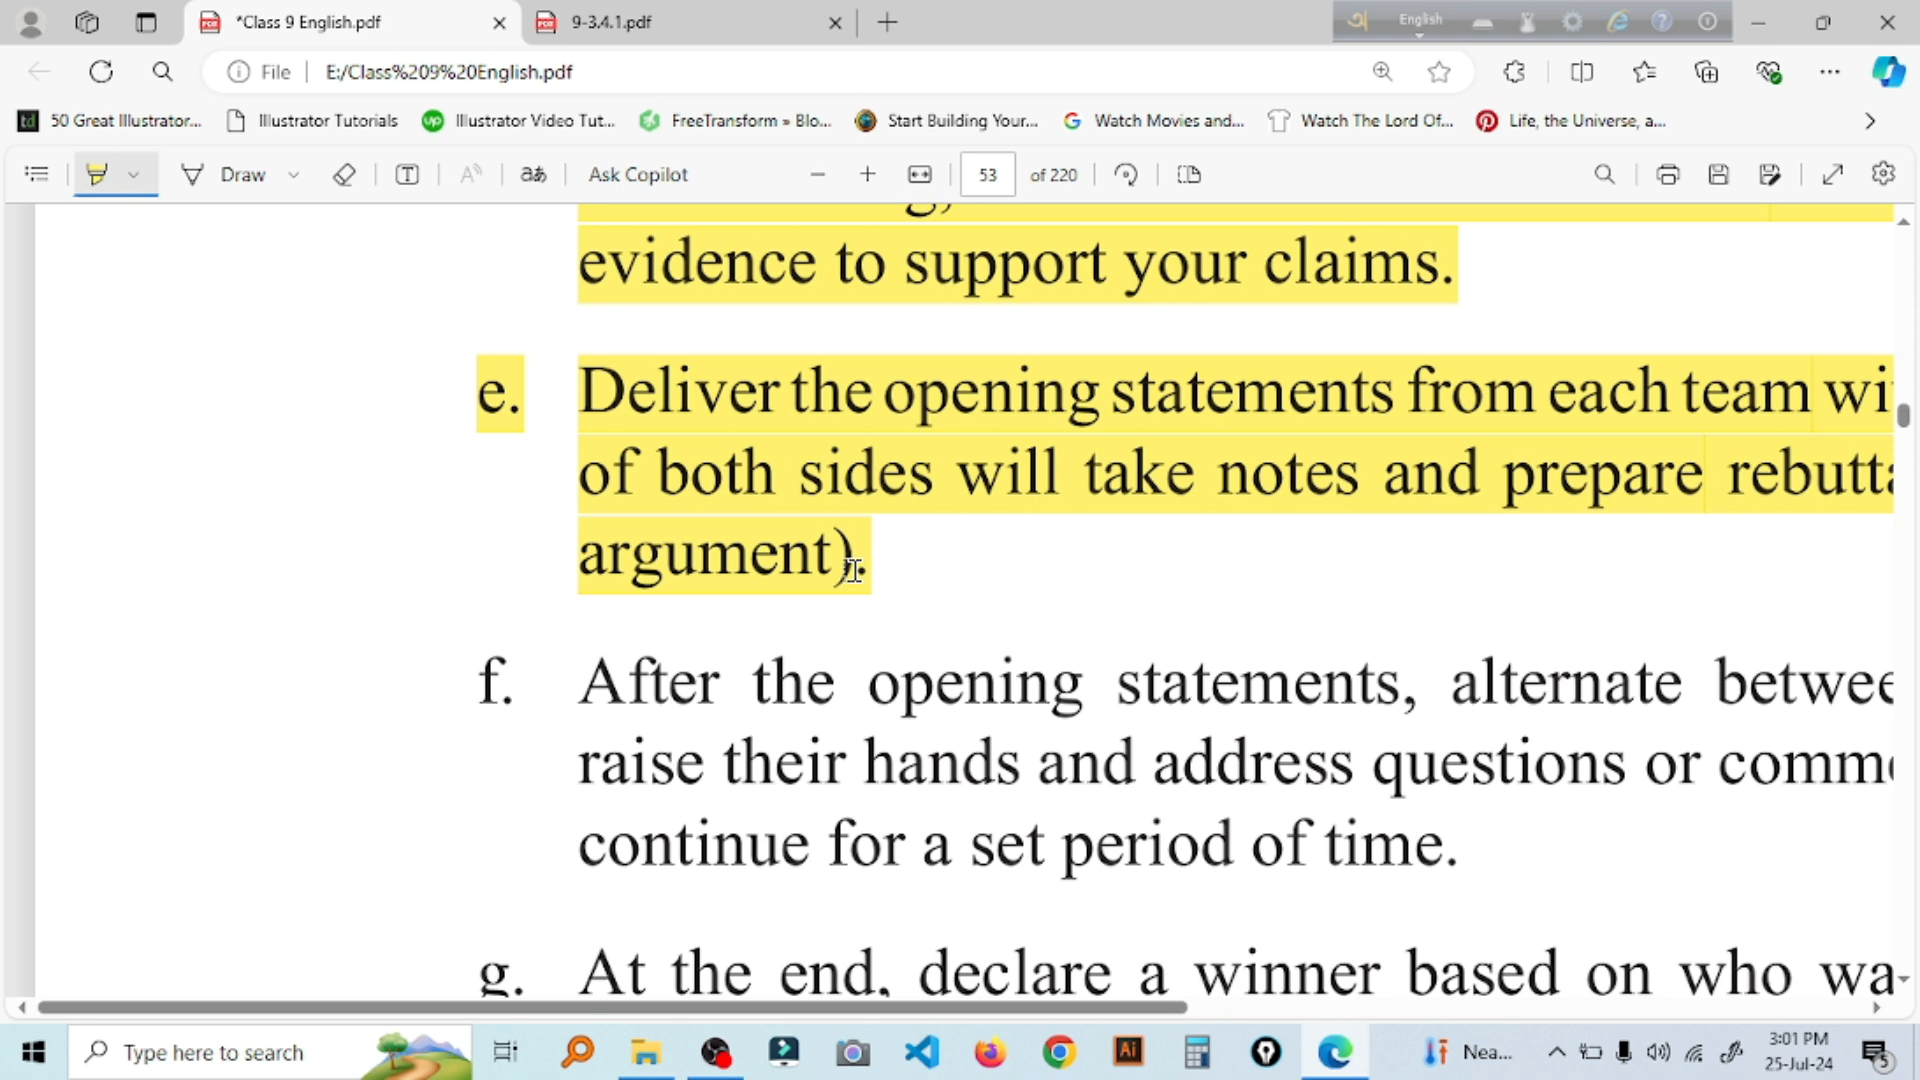 *Class 9 English.pdf
9-3.4.1.pdf
English
File
E:/Class%209%20English.pdf
50 Great Illustrator...
Illustrator Tutorials
Illustrator Video Tut...
FreeTransform » Blo...
Start Building Your...
Watch Movies and...
Watch The Lord Of...
Life, the Universe, a...
Draw
Ask Copilot
53
of 220
evidence to support your claims.
e. Deliver the opening statements from each team wi
of both sides will take notes and prepare rebutta
argument).
f. After the opening statements, alternate betwee
raise their hands and address questions or comme
continue for a set period of time.
g. At the end, declare a winner based on who wa
Type here to search
Nea...
3:01 PM
25-Jul-24
5